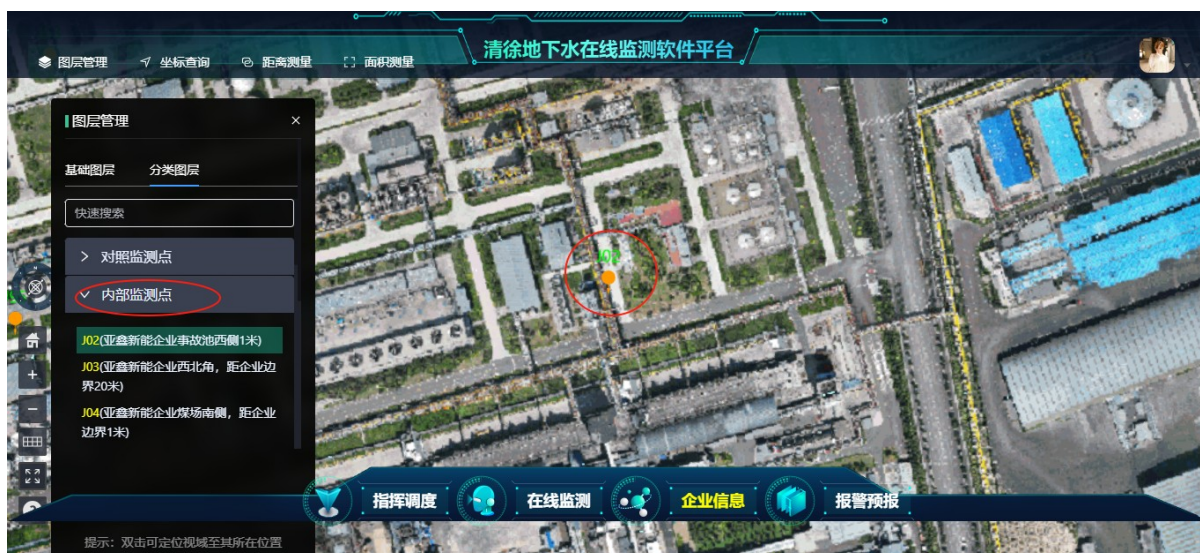 清徐地下水在线监测软件平台
图层管理 坐标查询 距离测量 面积测量
图层管理
基础图层 分类图层
快速搜索
对照监测点
内部监测点
J02(亚鑫新能企业事故池西侧1米)
J03(亚鑫新能企业西北角，距企业边
界20米)
J04(亚鑫新能企业煤场南侧，距企业
边界1米)
J02
指挥调度 在线监测 企业信息 报警预报
提示：双击可定位视域至其所在位置